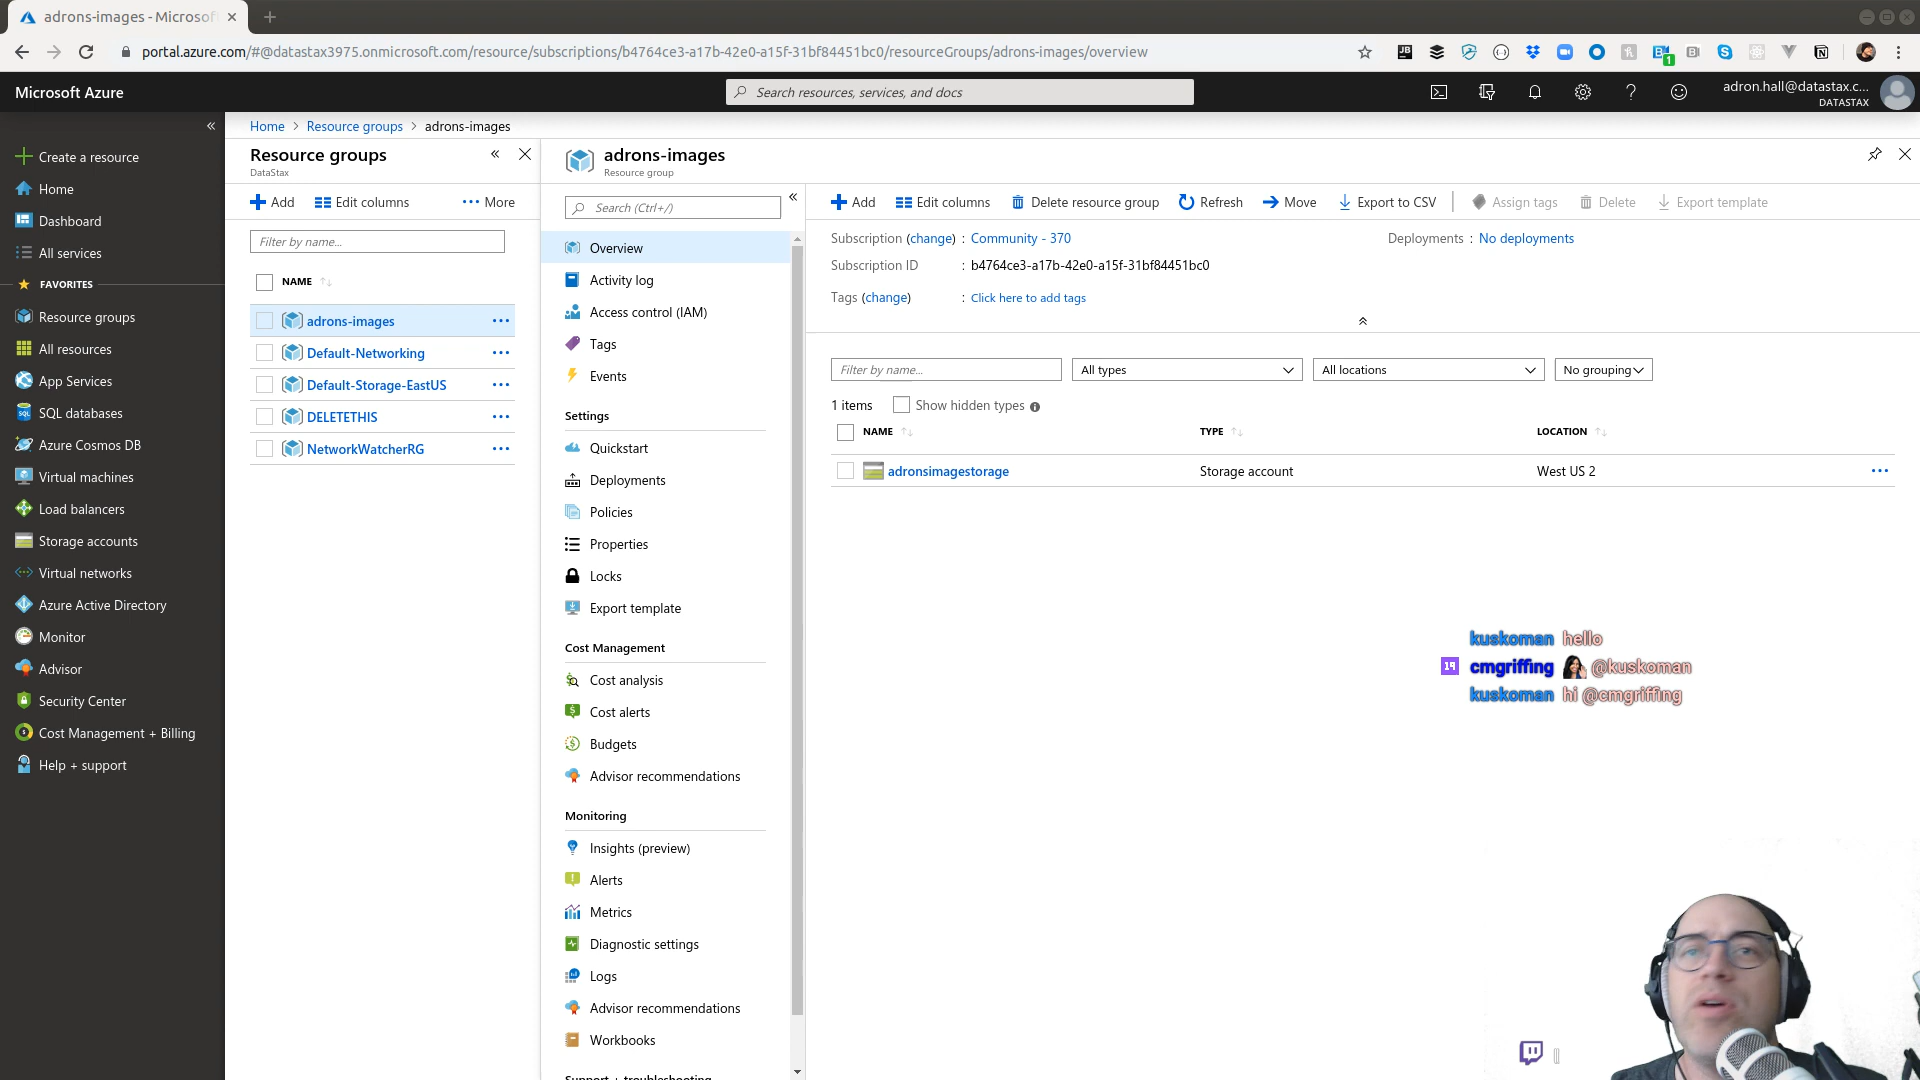 adrons-images - Microsof
portal.azure.com/#@datastax3975.onmicrosoft.com/resource/subscriptions/b4764ce3-a17b-42e0-a15f-31bf84451bc0/resourceGroups/adrons-images/overview
Microsoft Azure
Search resources, services, and docs
adron.hall@datastax.c...
DATASTAX
Create a resource
Home
Dashboard
All services
FAVORITES
Resource groups
All resources
App Services
SQL databases
Azure Cosmos DB
Virtual machines
Load balancers
Storage accounts
Virtual networks
Azure Active Directory
Monitor
Advisor
Security Center
Cost Management + Billing
Help + support
Home > Resource groups > adrons-images
Resource groups
DataStax
Add Edit columns ··· More
Filter by name...
NAME
adrons-images
Default-Networking
Default-Storage-EastUS
DELETETHIS
NetworkWatcherRG
adrons-images
Resource group
Search (Ctrl+/)
Overview
Activity log
Access control (IAM)
Tags
Events
Settings
Quickstart
Deployments
Policies
Properties
Locks
Export template
Cost Management
Cost analysis
Cost alerts
Budgets
Advisor recommendations
Monitoring
Insights (preview)
Alerts
Metrics
Diagnostic settings
Logs
Advisor recommendations
Workbooks
Support + troubleshooting
Add Edit columns Delete resource group Refresh Move Export to CSV Assign tags Delete Export template
Subscription (change) : Community - 370
Deployments : No deployments
Subscription ID : b4764ce3-a17b-42e0-a15f-31bf84451bc0
Tags (change) : Click here to add tags
Filter by name... All types All locations No grouping
1 items Show hidden types
NAME TYPE LOCATION
adronsimagestorage Storage account West US 2
kuskoman hello
19 cmgriffing @kuskoman
kuskoman hi @cmgriffing